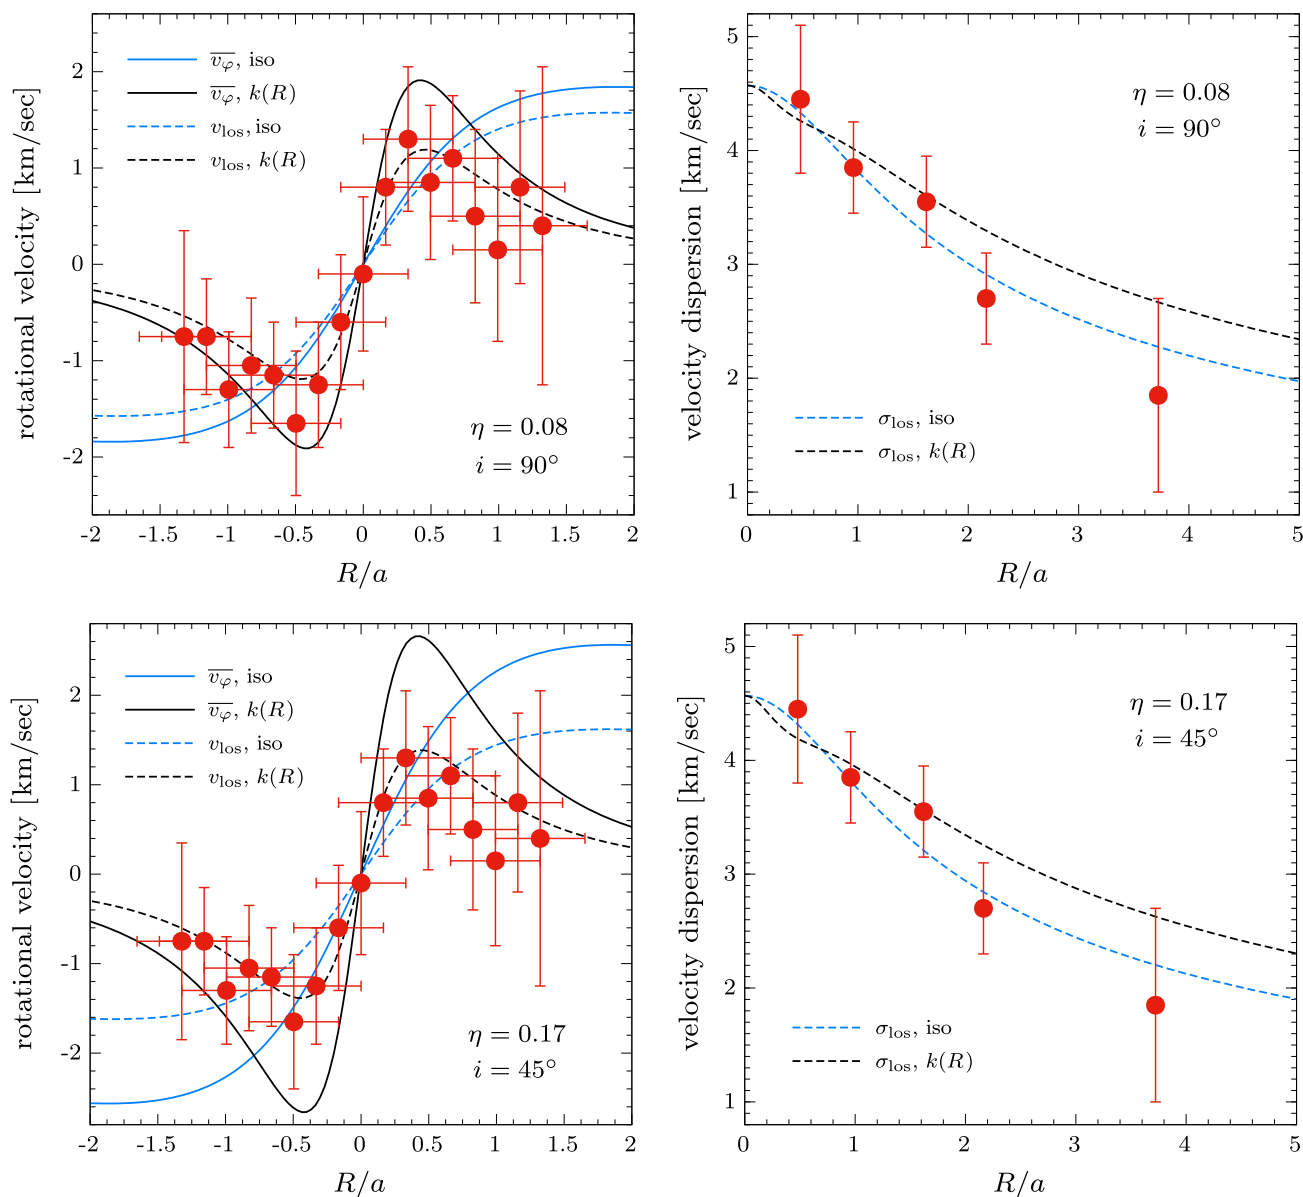 rotational velocity [km/sec]
2
1
0
-1
-2
v̅φ, iso
v̅φ, k(R)
vlos, iso
vlos, k(R)
η = 0.08
i = 90°
-2 -1.5 -1 -0.5 0 0.5 1 1.5 2
R/a
velocity dispersion [km/sec]
5
4
3
2
1
η = 0.08
i = 90°
σlos, iso
σlos, k(R)
0 1 2 3 4 5
R/a
rotational velocity [km/sec]
2
1
0
-1
-2
v̅φ, iso
v̅φ, k(R)
vlos, iso
vlos, k(R)
η = 0.17
i = 45°
-2 -1.5 -1 -0.5 0 0.5 1 1.5 2
R/a
velocity dispersion [km/sec]
5
4
3
2
1
η = 0.17
i = 45°
σlos, iso
σlos, k(R)
0 1 2 3 4 5
R/a